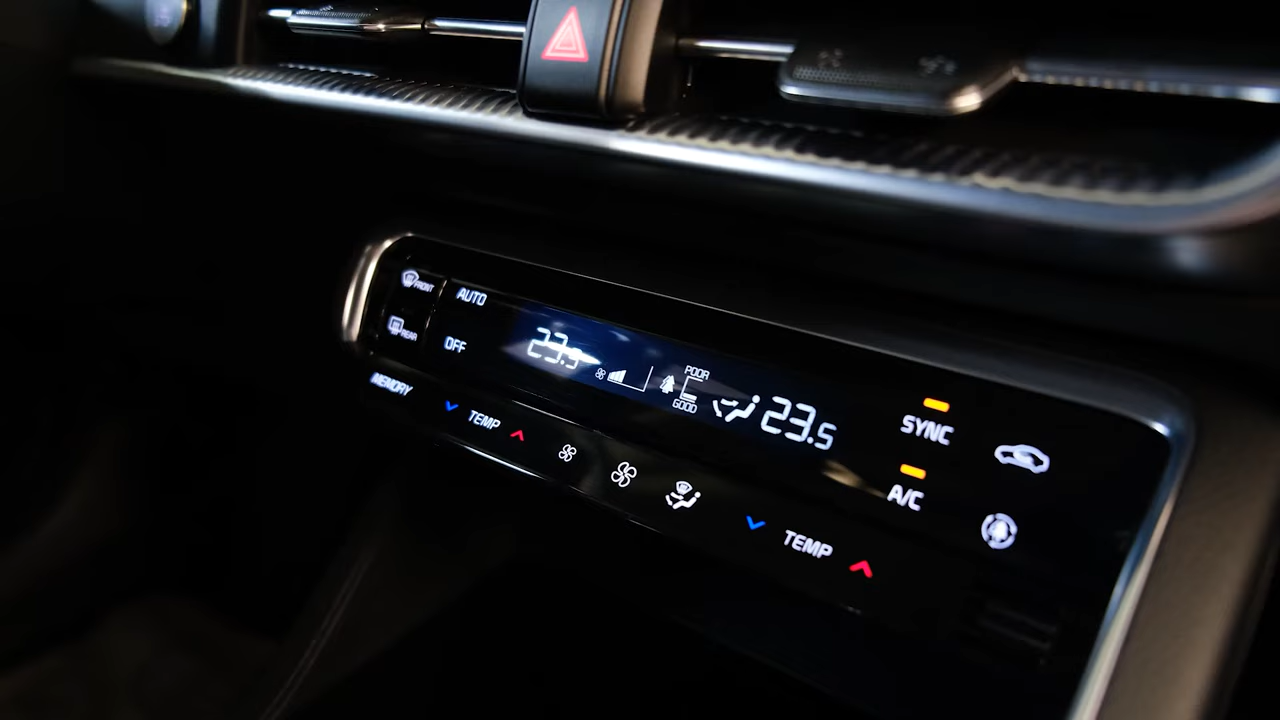 FRONT
AUTO
REAR
OFF
23.5
POOR
GOOD
23.5
SYNC
MEMORY
TEMP
A/C
TEMP